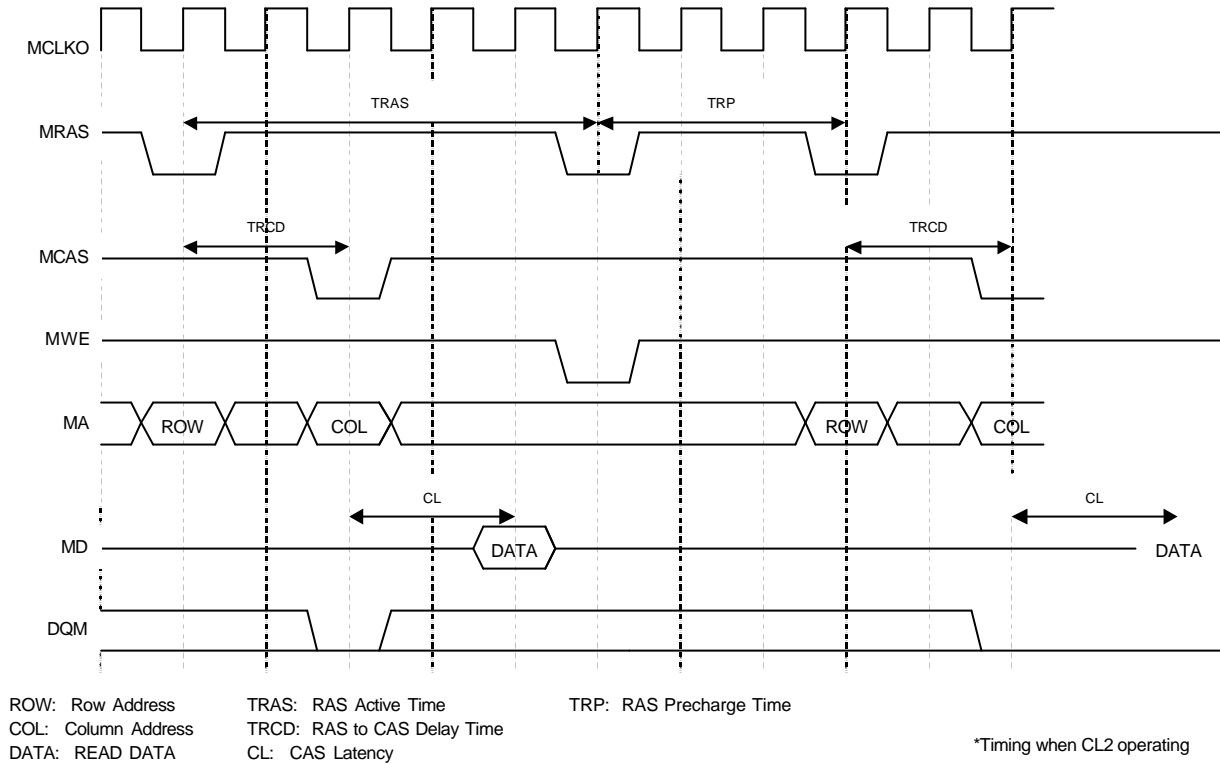 MCLKO
TRAS
TRP
MRAS
TRCD
TRCD
MCAS
MWE
MA
ROW
COL
ROW
COL
CL
CL
MD
DATA
DATA
DQM
ROW: Row Address TRAS: RAS Active Time TRP: RAS Precharge Time
COL: Column Address TRCD: RAS to CAS Delay Time
DATA: READ DATA CL: CAS Latency
*Timing when CL2 operating